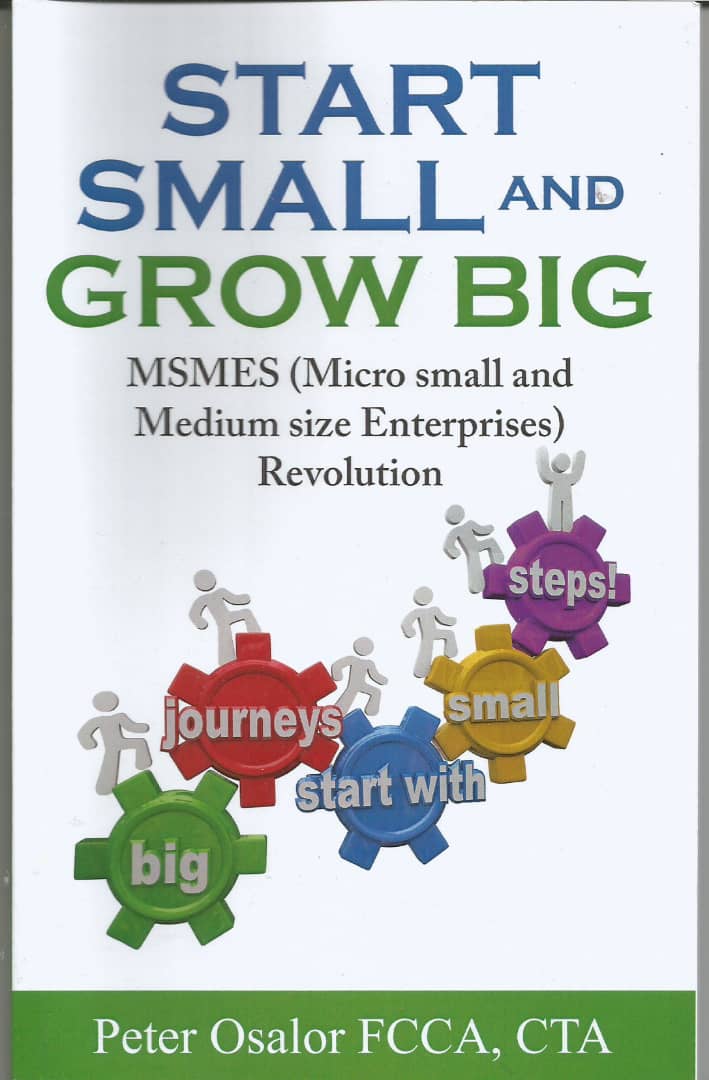 START
SMALL AND
GROW BIG
MSMES (Micro small and
Medium size Enterprises)
Revolution
big
journeys
start with
small
steps!
Peter Osalor FCCA, CTA